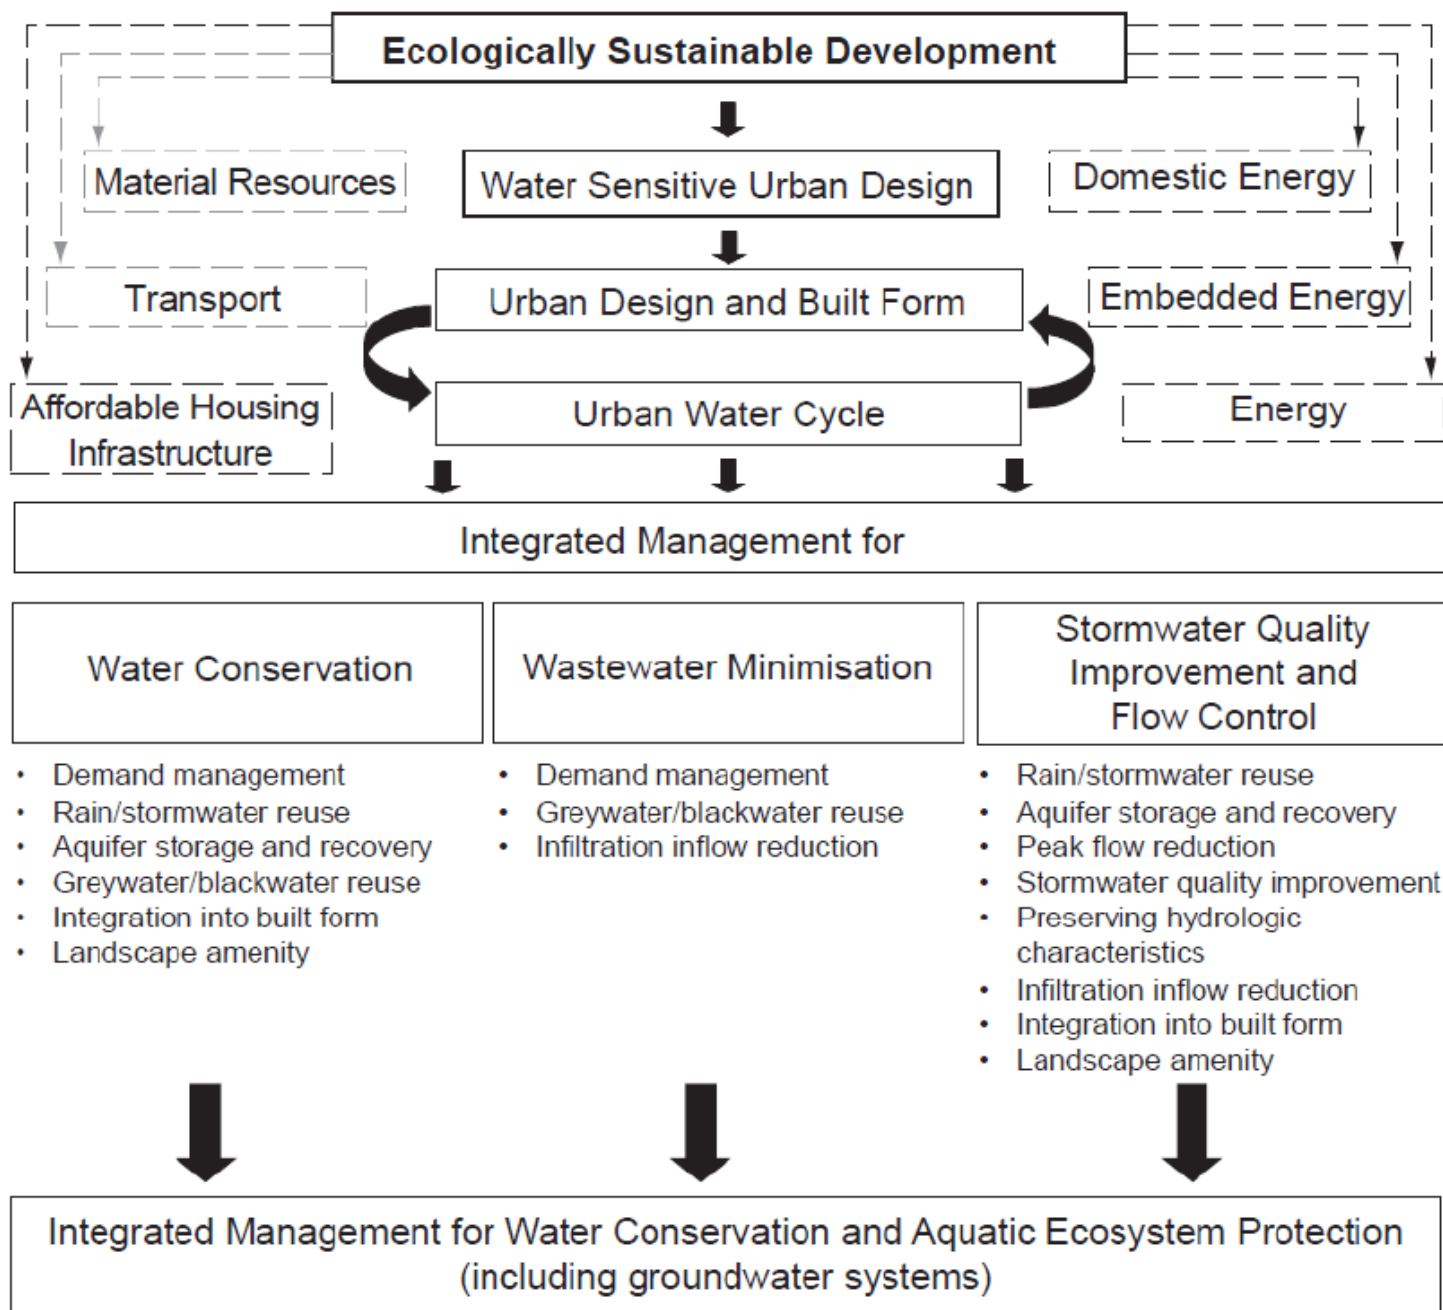 Ecologically Sustainable Development
Material Resources
Water Sensitive Urban Design
Domestic Energy
Transport
Urban Design and Built Form
Embedded Energy
Affordable Housing
Infrastructure
Urban Water Cycle
Energy
Integrated Management for
Water Conservation
Wastewater Minimisation
Stormwater Quality
Improvement and
Flow Control
• Demand management
• Rain/stormwater reuse
• Aquifer storage and recovery
• Greywater/blackwater reuse
• Integration into built form
• Landscape amenity
• Demand management
• Greywater/blackwater reuse
• Infiltration inflow reduction
• Rain/stormwater reuse
• Aquifer storage and recovery
• Peak flow reduction
• Stormwater quality improvement
• Preserving hydrologic
characteristics
• Infiltration inflow reduction
• Integration into built form
• Landscape amenity
Integrated Management for Water Conservation and Aquatic Ecosystem Protection
(including groundwater systems)